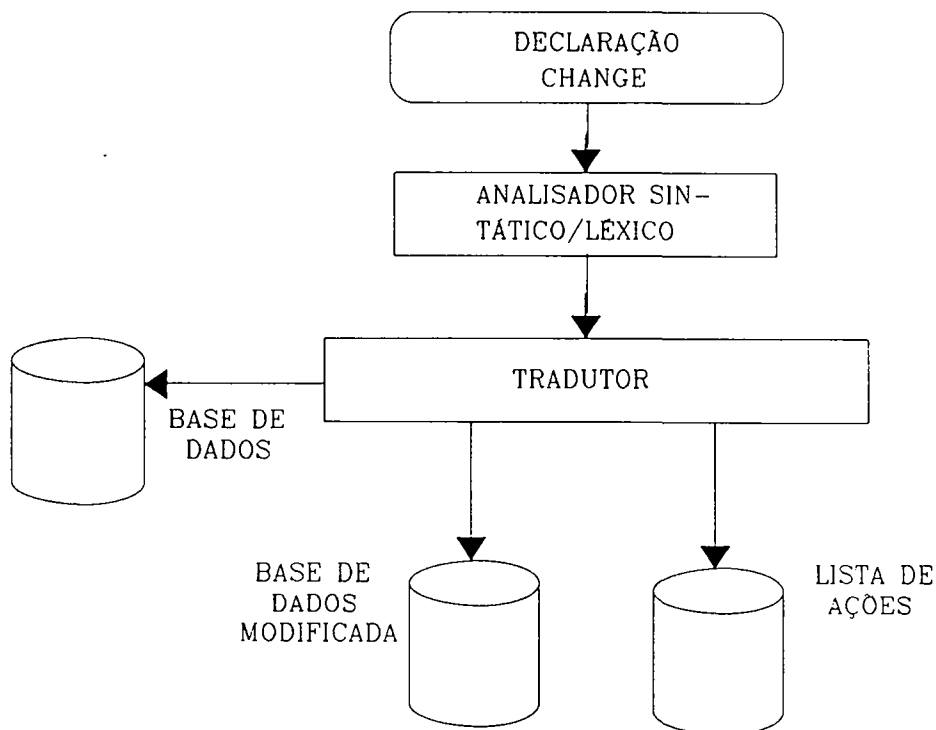 DECLARAÇÃO
CHANGE
ANALISADOR SIN-
TÁTICO/LÉXICO
TRADUTOR
BASE DE
DADOS
BASE DE
DADOS
MODIFICADA
LISTA DE
AÇÕES